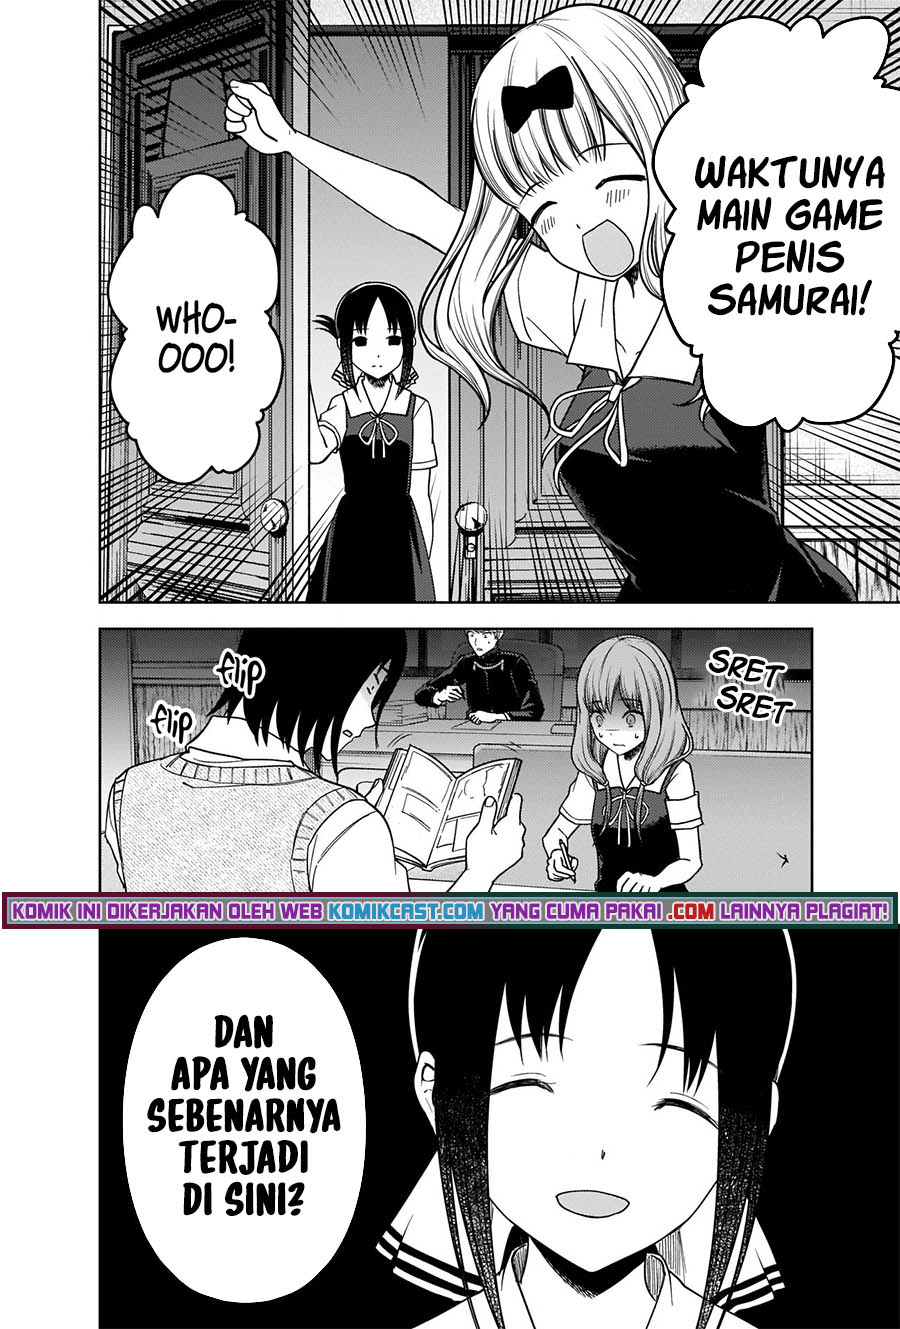 WAKTUNYA
MAIN GAME
PENIS
SAMURAI!
WHO-
OOO!
flip
flip
flip
SRET
SRET
KOMIK INI DIKERJAKAN OLEH WEB KOMIKCAST.COM YANG CUMA PAKAI .COM LAINNYA PLAGIAT!
DAN
APA YANG
SEBENARNYA
TERJADI
DI SINI?